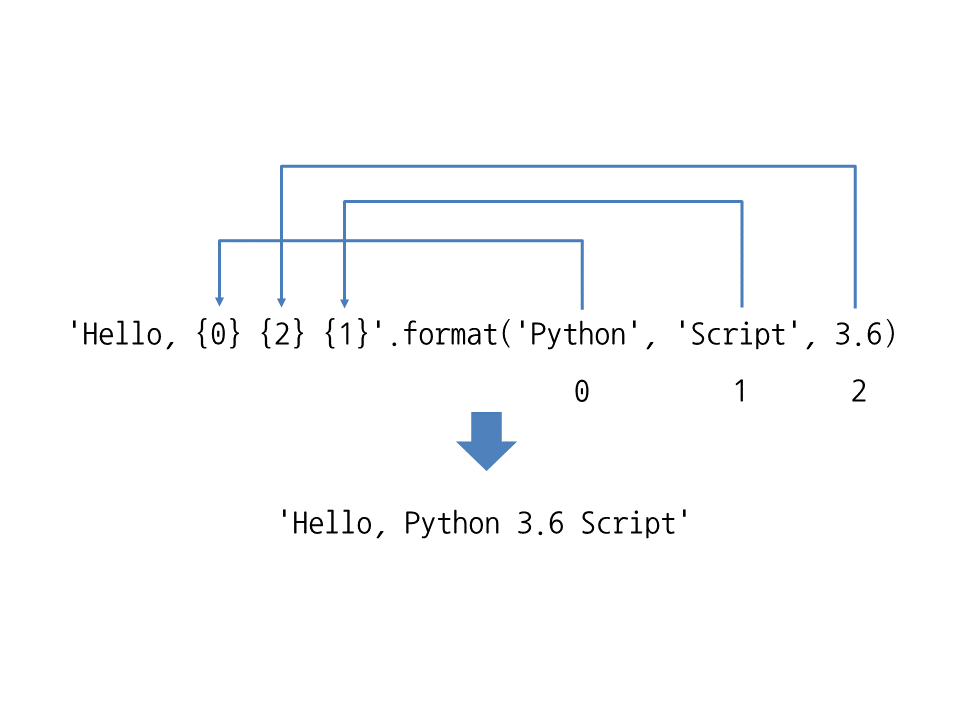 'Hello, {0} {2} {1}'.format('Python', 'Script', 3.6)
0 1 2
'Hello, Python 3.6 Script'